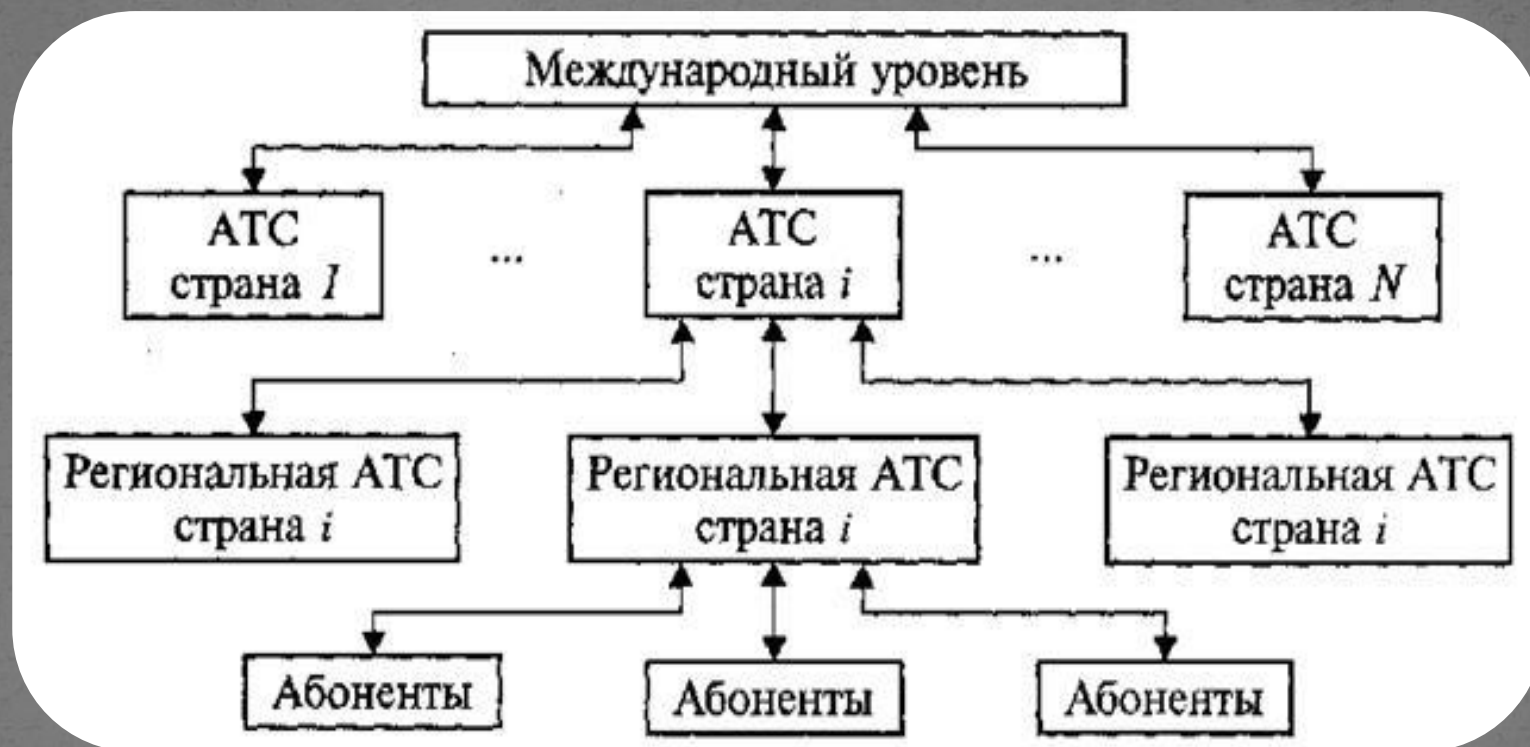 Международный уровень
АТС
страна 1
...
АТС
страна i
...
АТС
страна N
Региональная АТС
страна i
Региональная АТС
страна i
Региональная АТС
страна i
Абоненты
Абоненты
Абоненты